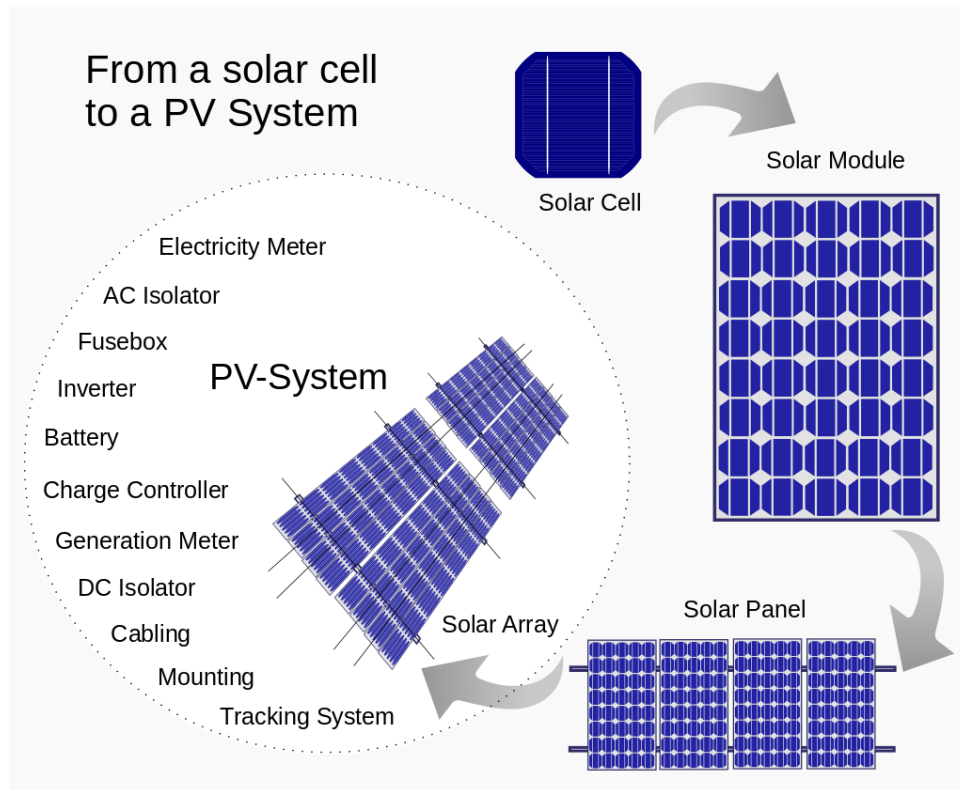 From a solar cell
to a PV System
Solar Cell
Solar Module
Solar Panel
Solar Array
PV-System
Electricity Meter
AC Isolator
Fusebox
Inverter
Battery
Charge Controller
Generation Meter
DC Isolator
Cabling
Mounting
Tracking System